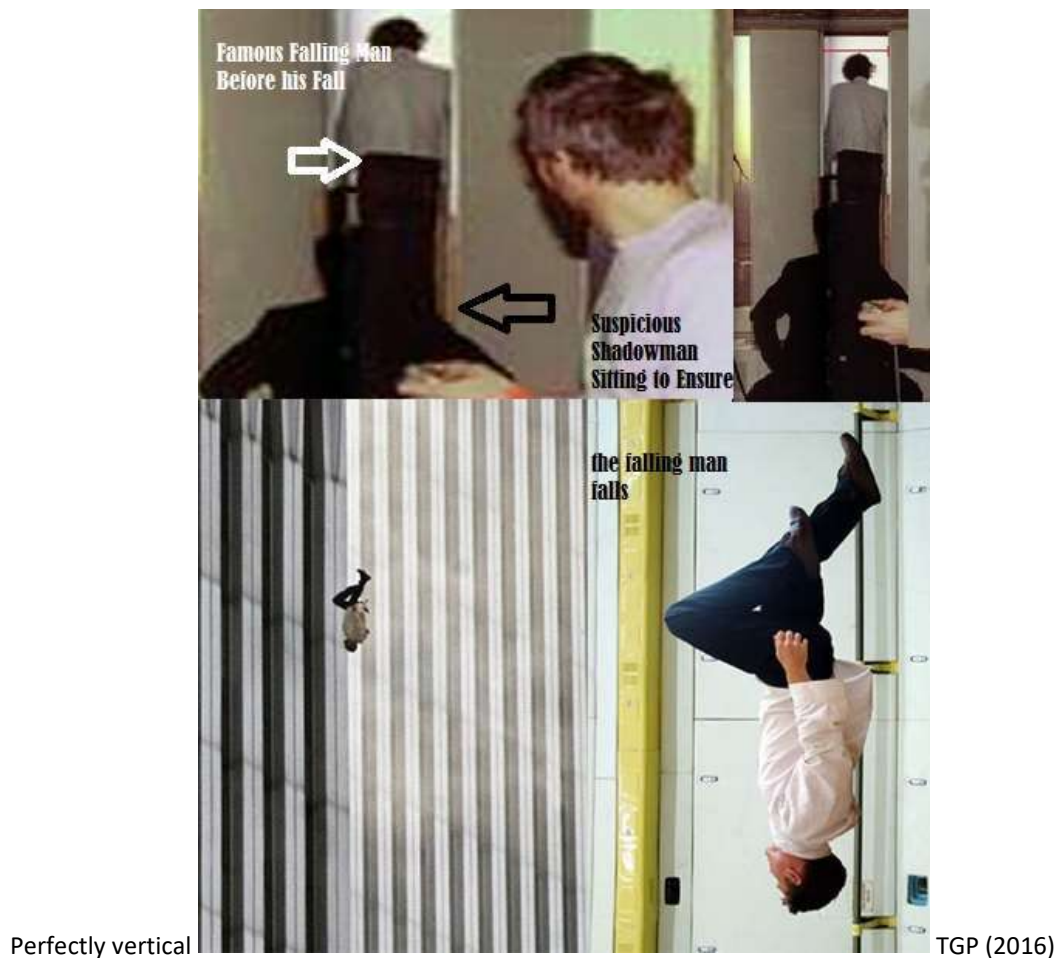 Famous Falling Man
Before his Fall
Suspicious
Shadowman
Sitting to Ensure
the falling man
falls
Perfectly vertical
TGP (2016)